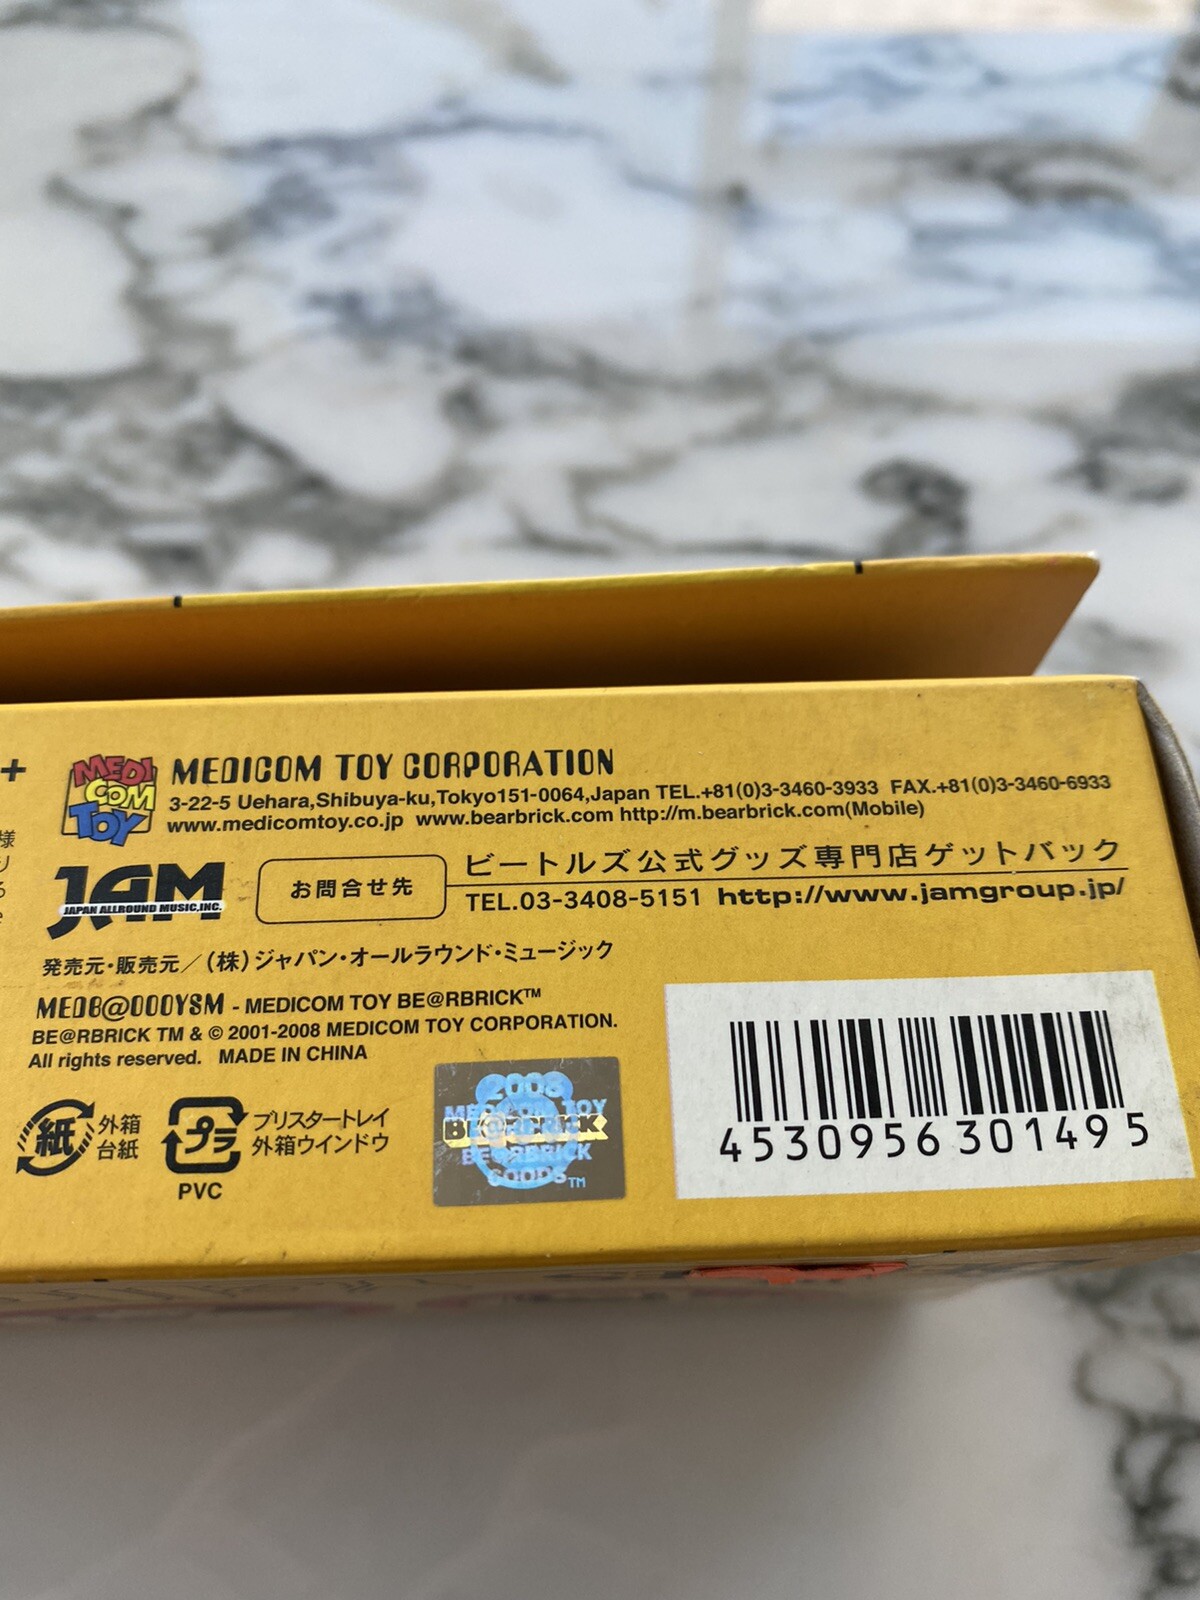 +
MEDI
COM
TOY
MEDICOM TOY CORPORATION
3-22-5 Uehara,Shibuya-ku,Tokyo151-0064,Japan TEL.+81(0)3-3460-3933 FAX.+81(0)3-3460-6933
www.medicomtoy.co.jp www.bearbrick.com http://m.bearbrick.com(Mobile)
様
り
JAM
JAPAN ALLROUND MUSIC,INC.
お問合せ先
ビートルズ公式グッズ専門店ゲットバック
TEL.03-3408-5151 http://www.jamgroup.jp/
発売元・販売元／（株）ジャパン・オールラウンド・ミュージック
MEDB@000YSM - MEDICOM TOY BE@RBRICK™
BE@RBRICK TM & © 2001-2008 MEDICOM TOY CORPORATION.
All rights reserved. MADE IN CHINA
紙
外箱
台紙
プラ
PVC
ブリスタートレイ
外箱ウインドウ
2008
MEDICOM TOY
BE@RBRICK
BE@RBRICK
GOODS TM
4530956301495